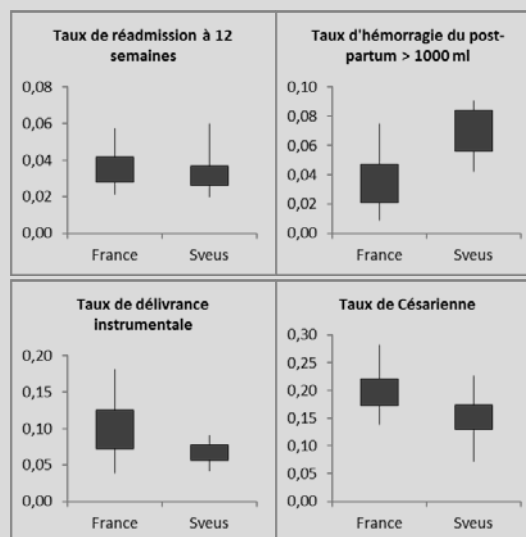 Taux de réadmission à 12
semaines
0,08
0,06
0,04
0,02
0,00
France Sveus
Taux d'hémorragie du post-
partum > 1000 ml
0,10
0,08
0,06
0,04
0,02
0,00
France Sveus
Taux de délivrance
instrumentale
0,20
0,15
0,10
0,05
0,00
France Sveus
Taux de Césarienne
0,30
0,25
0,20
0,15
0,10
0,05
0,00
France Sveus